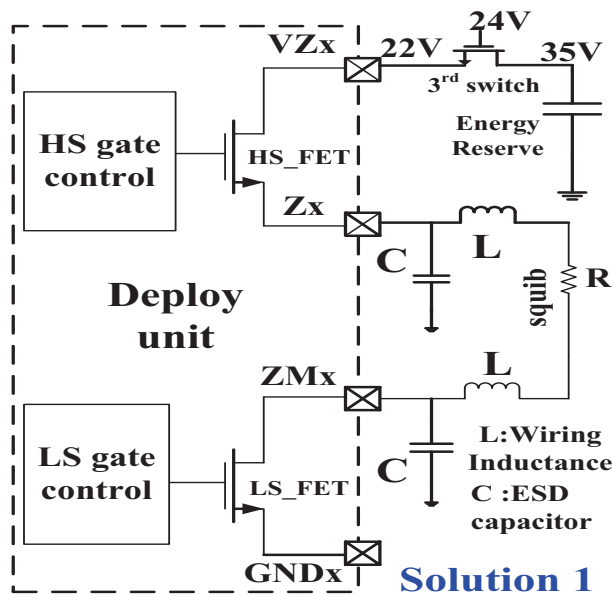 24V
VZx
22V
35V
3rd switch
Energy
Reserve
HS gate
control
HS_FET
Zx
C
L
R
squib
Deploy
unit
ZMx
L
LS gate
control
LS_FET
C
L:Wiring
Inductance
C :ESD
capacitor
GNDx
Solution 1